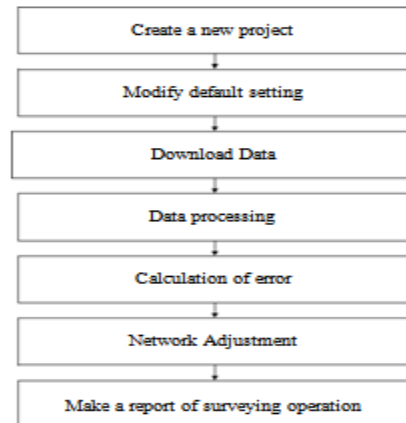 Create a new project
Modify default setting
Download Data
Data processing
Calculation of error
Network Adjustment
Make a report of surveying operation